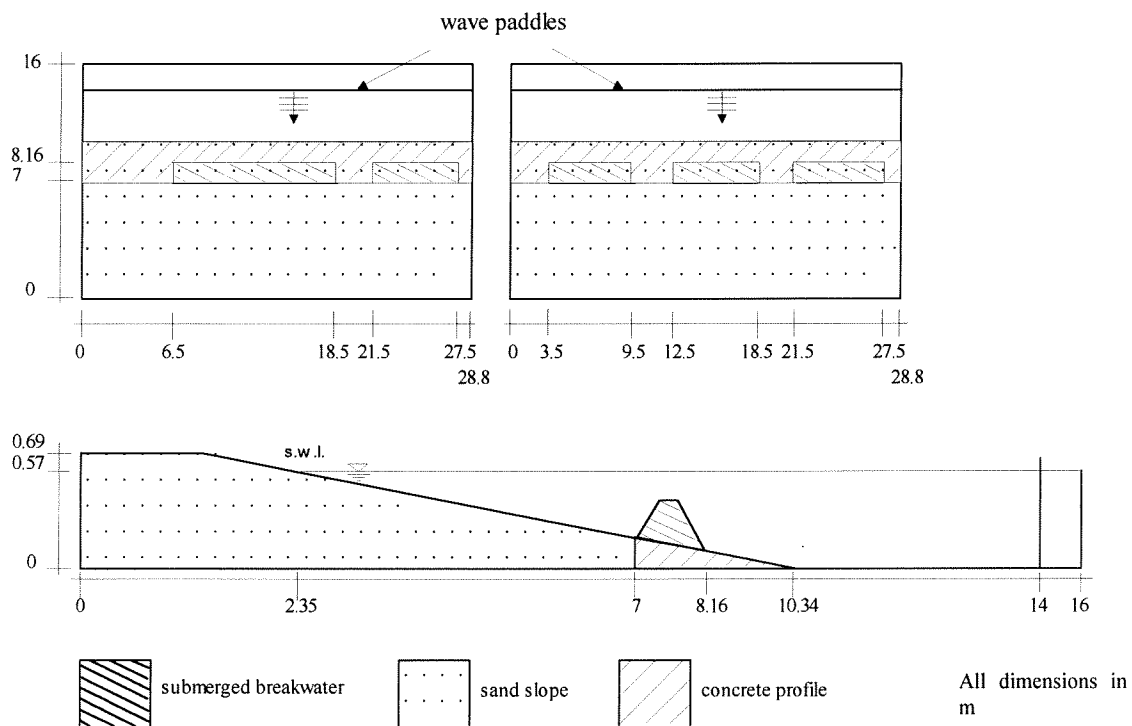 wave paddles
16
8.16
7
0
0 6.5 18.5 21.5 27.5
28.8
0 3.5 9.5 12.5 18.5 21.5 27.5
28.8
0.69
0.57
0
s.w.l.
0 2.35 7 8.16 10.34 14 16
submerged breakwater
sand slope
concrete profile
All dimensions in
m